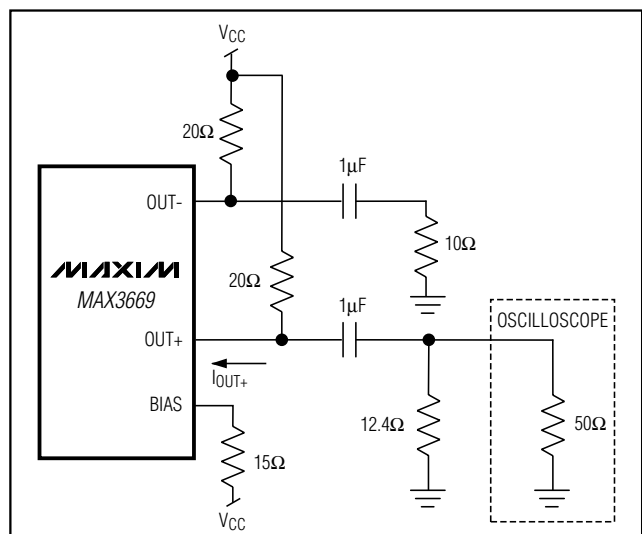 VCC
20Ω
1µF
OUT-
10Ω
MAXIM
MAX3669
20Ω
1µF
OSCILLOSCOPE
OUT+
IOUT+
BIAS
12.4Ω
50Ω
15Ω
VCC